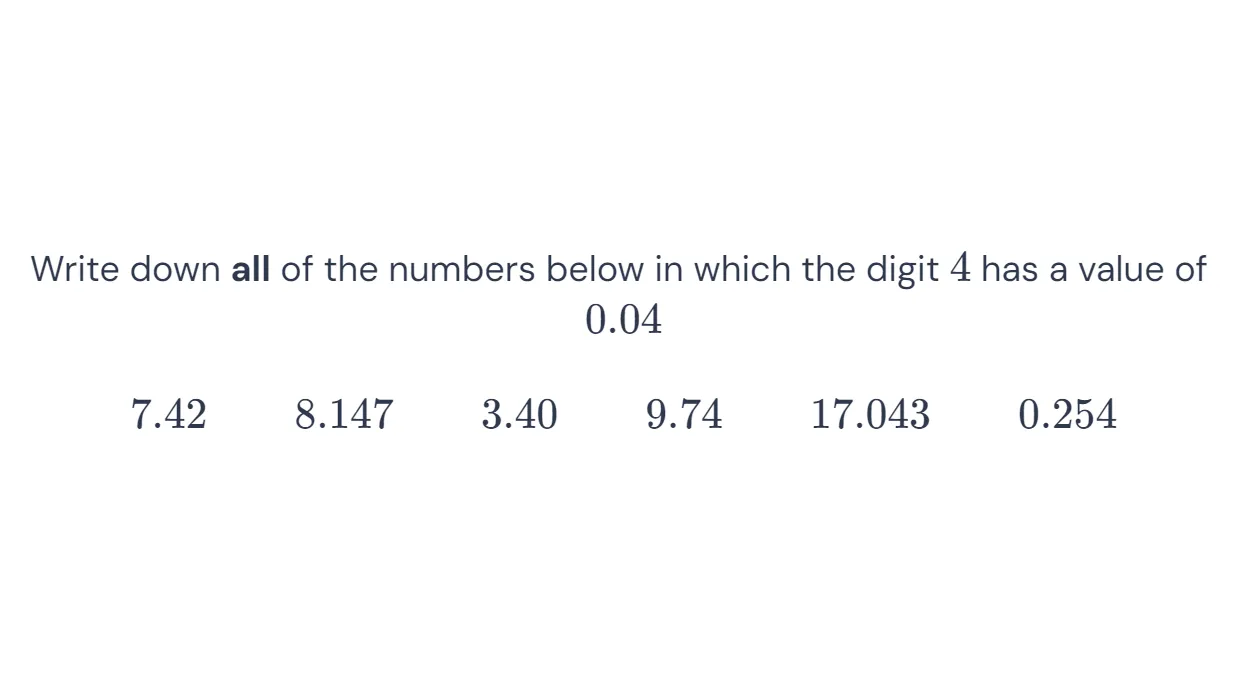 Write down all of the numbers below in which the digit 4 has a value of
0.04
7.42 8.147 3.40 9.74 17.043 0.254